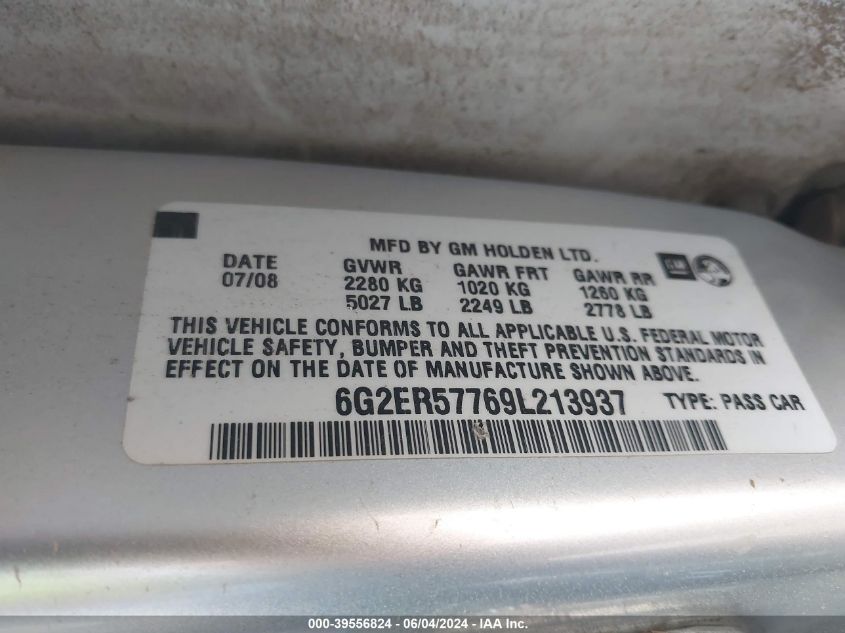 MFD BY GM HOLDEN LTD.
DATE GVWR GAWR FRT GAWR RR GM
07/08 2280 KG 1020 KG 1260 KG
5027 LB 2249 LB 2778 LB
THIS VEHICLE CONFORMS TO ALL APPLICABLE U.S. FEDERAL MOTOR
VEHICLE SAFETY, BUMPER AND THEFT PREVENTION STANDARDS IN
EFFECT ON THE DATE OF MANUFACTURE SHOWN ABOVE.
6G2ER57769L213937 TYPE: PASS CAR
000-39556824 - 06/04/2024 - IAA Inc.